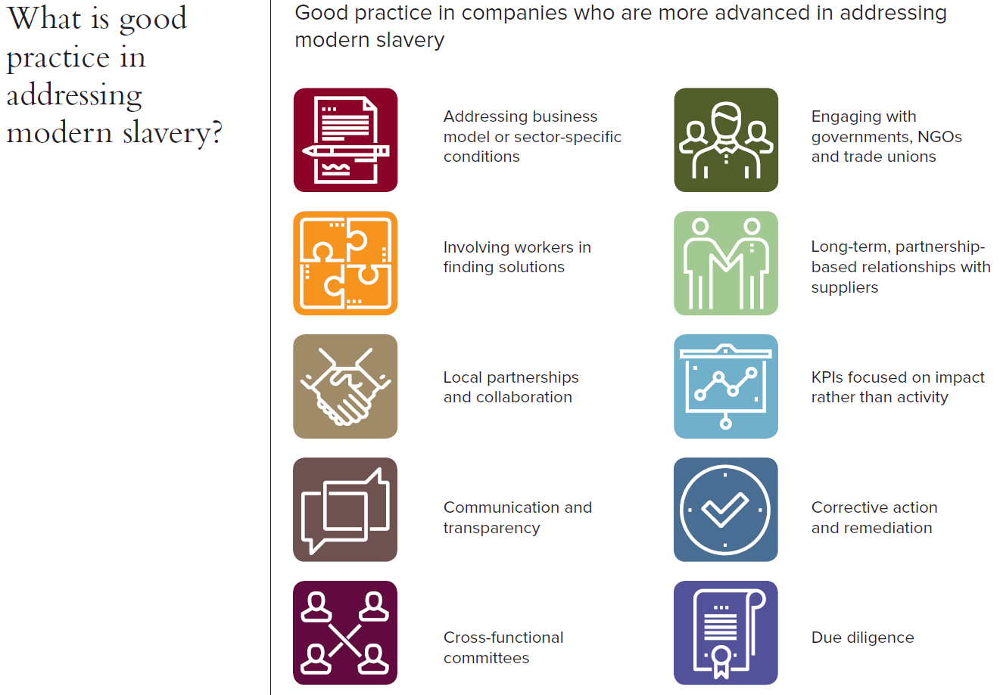 What is good
practice in
addressing
modern slavery?
Good practice in companies who are more advanced in addressing
modern slavery
Addressing business
model or sector-specific
conditions
Engaging with
governments, NGOs
and trade unions
Involving workers in
finding solutions
Long-term, partnership-
based relationships with
suppliers
Local partnerships
and collaboration
KPIs focused on impact
rather than activity
Communication and
transparency
Corrective action
and remediation
Cross-functional
committees
Due diligence